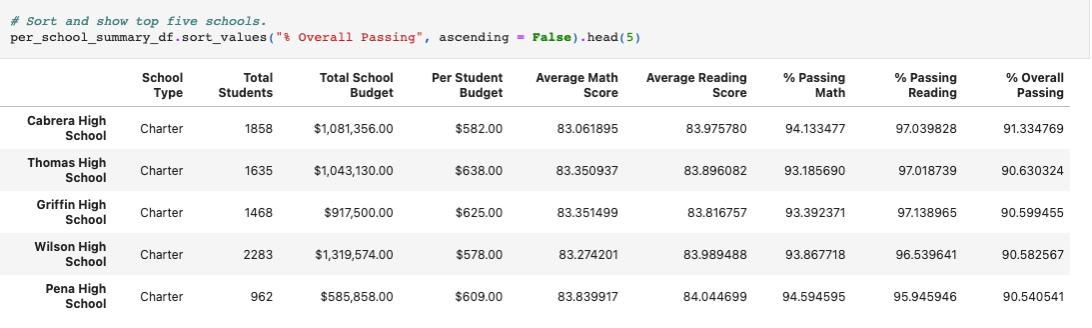 # Sort and show top five schools.
per_school_summary_df.sort_values("% Overall Passing", ascending = False).head(5)
School Type Total Students Total School Budget Per Student Budget Average Math Score Average Reading Score % Passing Math % Passing Reading % Overall Passing
Cabrera High School Charter 1858 $1,081,356.00 $582.00 83.061895 83.975780 94.133477 97.039828 91.334769
Thomas High School Charter 1635 $1,043,130.00 $638.00 83.350937 83.896082 93.185690 97.018739 90.630324
Griffin High School Charter 1468 $917,500.00 $625.00 83.351499 83.816757 93.392371 97.138965 90.599455
Wilson High School Charter 2283 $1,319,574.00 $578.00 83.274201 83.989488 93.867718 96.539641 90.582567
Pena High School Charter 962 $585,858.00 $609.00 83.839917 84.044699 94.594595 95.945946 90.540541